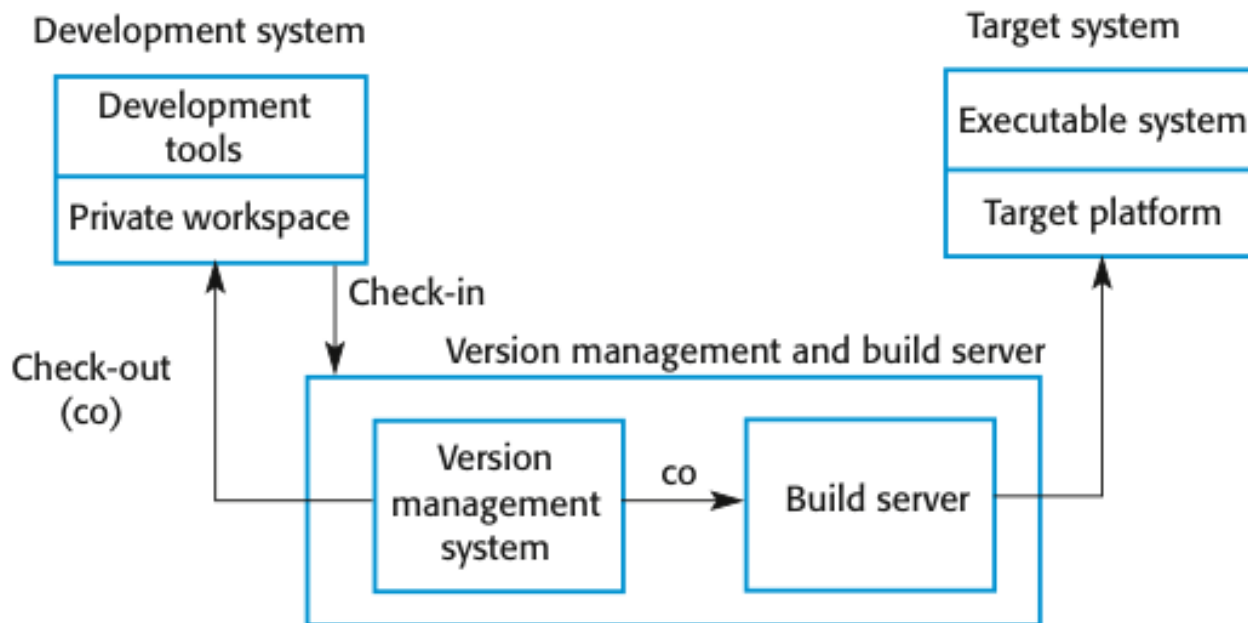 Development system
Development
tools
Private workspace
Target system
Executable system
Target platform
Check-in
Check-out
(co)
Version management and build server
Version
management
system
co
Build server